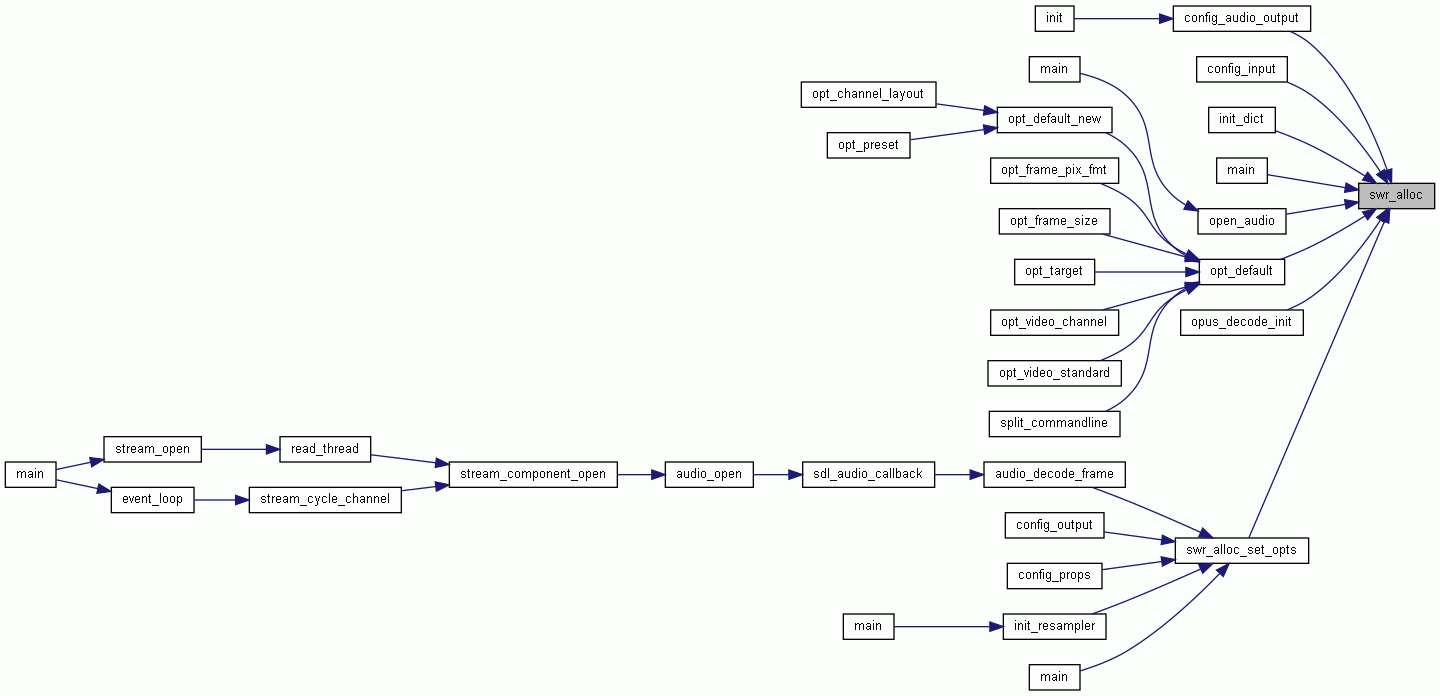 init
config_audio_output
main
config_input
opt_channel_layout
opt_default_new
init_dict
opt_preset
opt_frame_pix_fmt
main
swr_alloc
opt_frame_size
open_audio
opt_target
opt_default
opt_video_channel
opus_decode_init
opt_video_standard
split_commandline
stream_open
read_thread
main
stream_component_open
audio_open
sdl_audio_callback
audio_decode_frame
event_loop
stream_cycle_channel
config_output
swr_alloc_set_opts
config_props
main
init_resampler
main